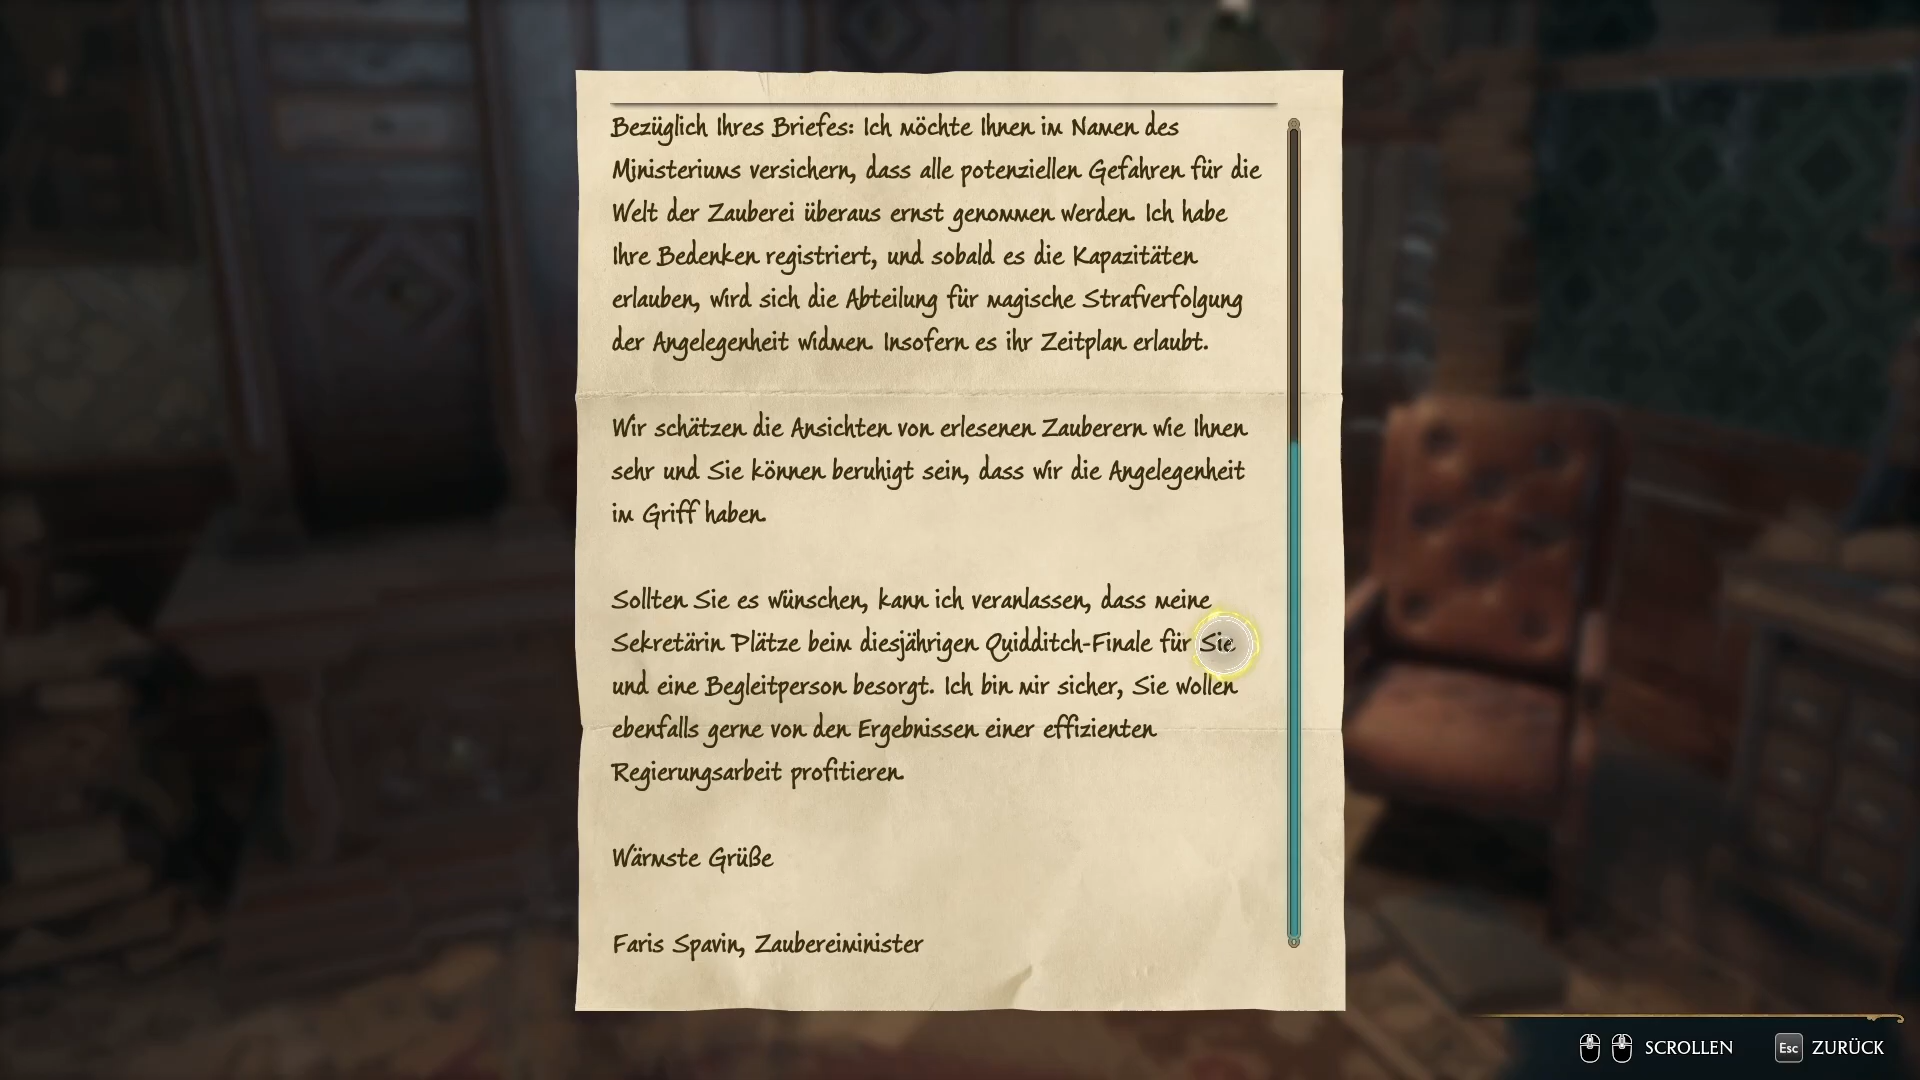 Bezüglich Ihres Briefes: Ich möchte Ihnen im Namen des
Ministeriums versichern, dass alle potenziellen Gefahren für die
Welt der Zauberei überaus ernst genommen werden. Ich habe
Ihre Bedenken registriert, und sobald es die Kapazitäten
erlauben, wird sich die Abteilung für magische Strafverfolgung
der Angelegenheit widmen. Insofern es ihr Zeitplan erlaubt.
Wir schätzen die Ansichten von erlesenen Zauberern wie Ihnen
sehr und Sie können beruhigt sein, dass wir die Angelegenheit
im Griff haben.
Sollten Sie es wünschen, kann ich veranlassen, dass meine
Sekretärin Plätze beim diesjährigen Quidditch-Finale für Sie
und eine Begleitperson besorgt. Ich bin mir sicher, Sie wollen
ebenfalls gerne von den Ergebnissen einer effizienten
Regierungsarbeit profitieren.
Wärmste Grüße
Faris Spavin, Zaubereiminister
SCROLLEN Esc ZURÜCK